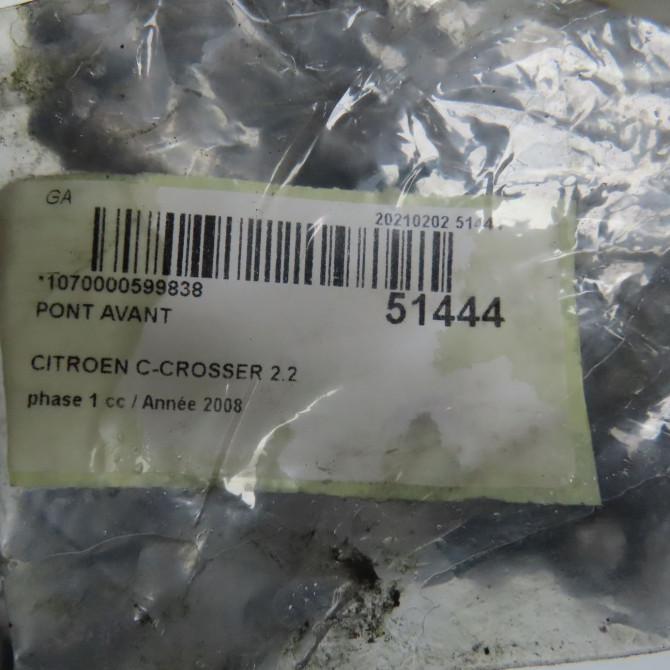 GA
20210202 5144
*1070000599838
PONT AVANT
51444
CITROEN C-CROSSER 2.2
phase 1 cc / Année 2008